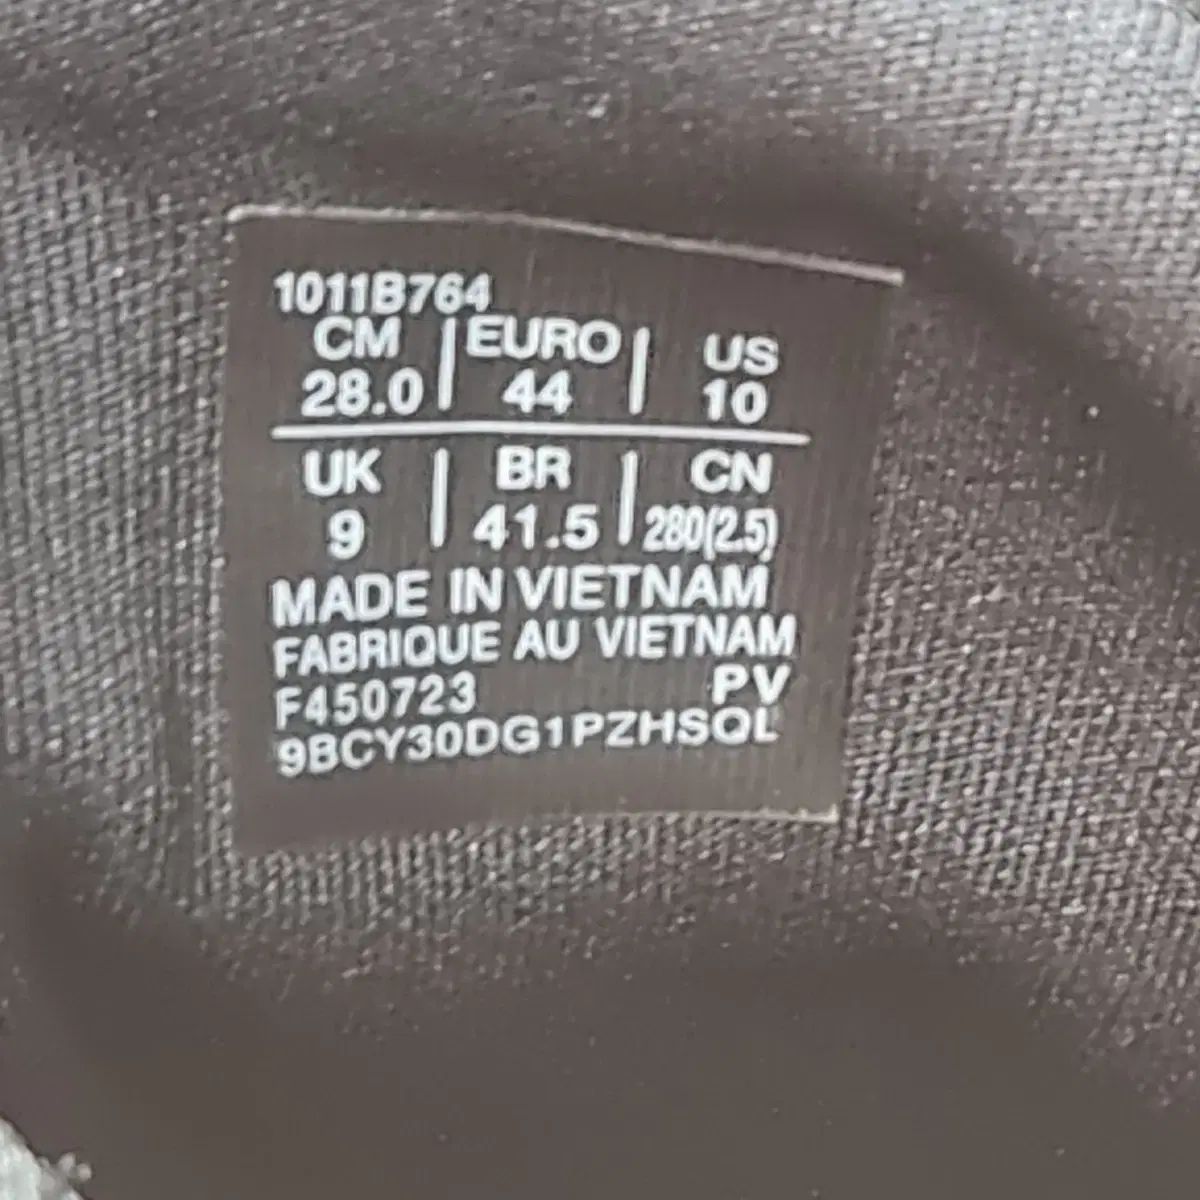 1011B764
CM | EURO | US
28.0 | 44 | 10
UK | BR | CN
9 | 41.5 | 280(2.5)
MADE IN VIETNAM
FABRIQUE AU VIETNAM
F450723 PV
9BCY30DG1PZHSQL